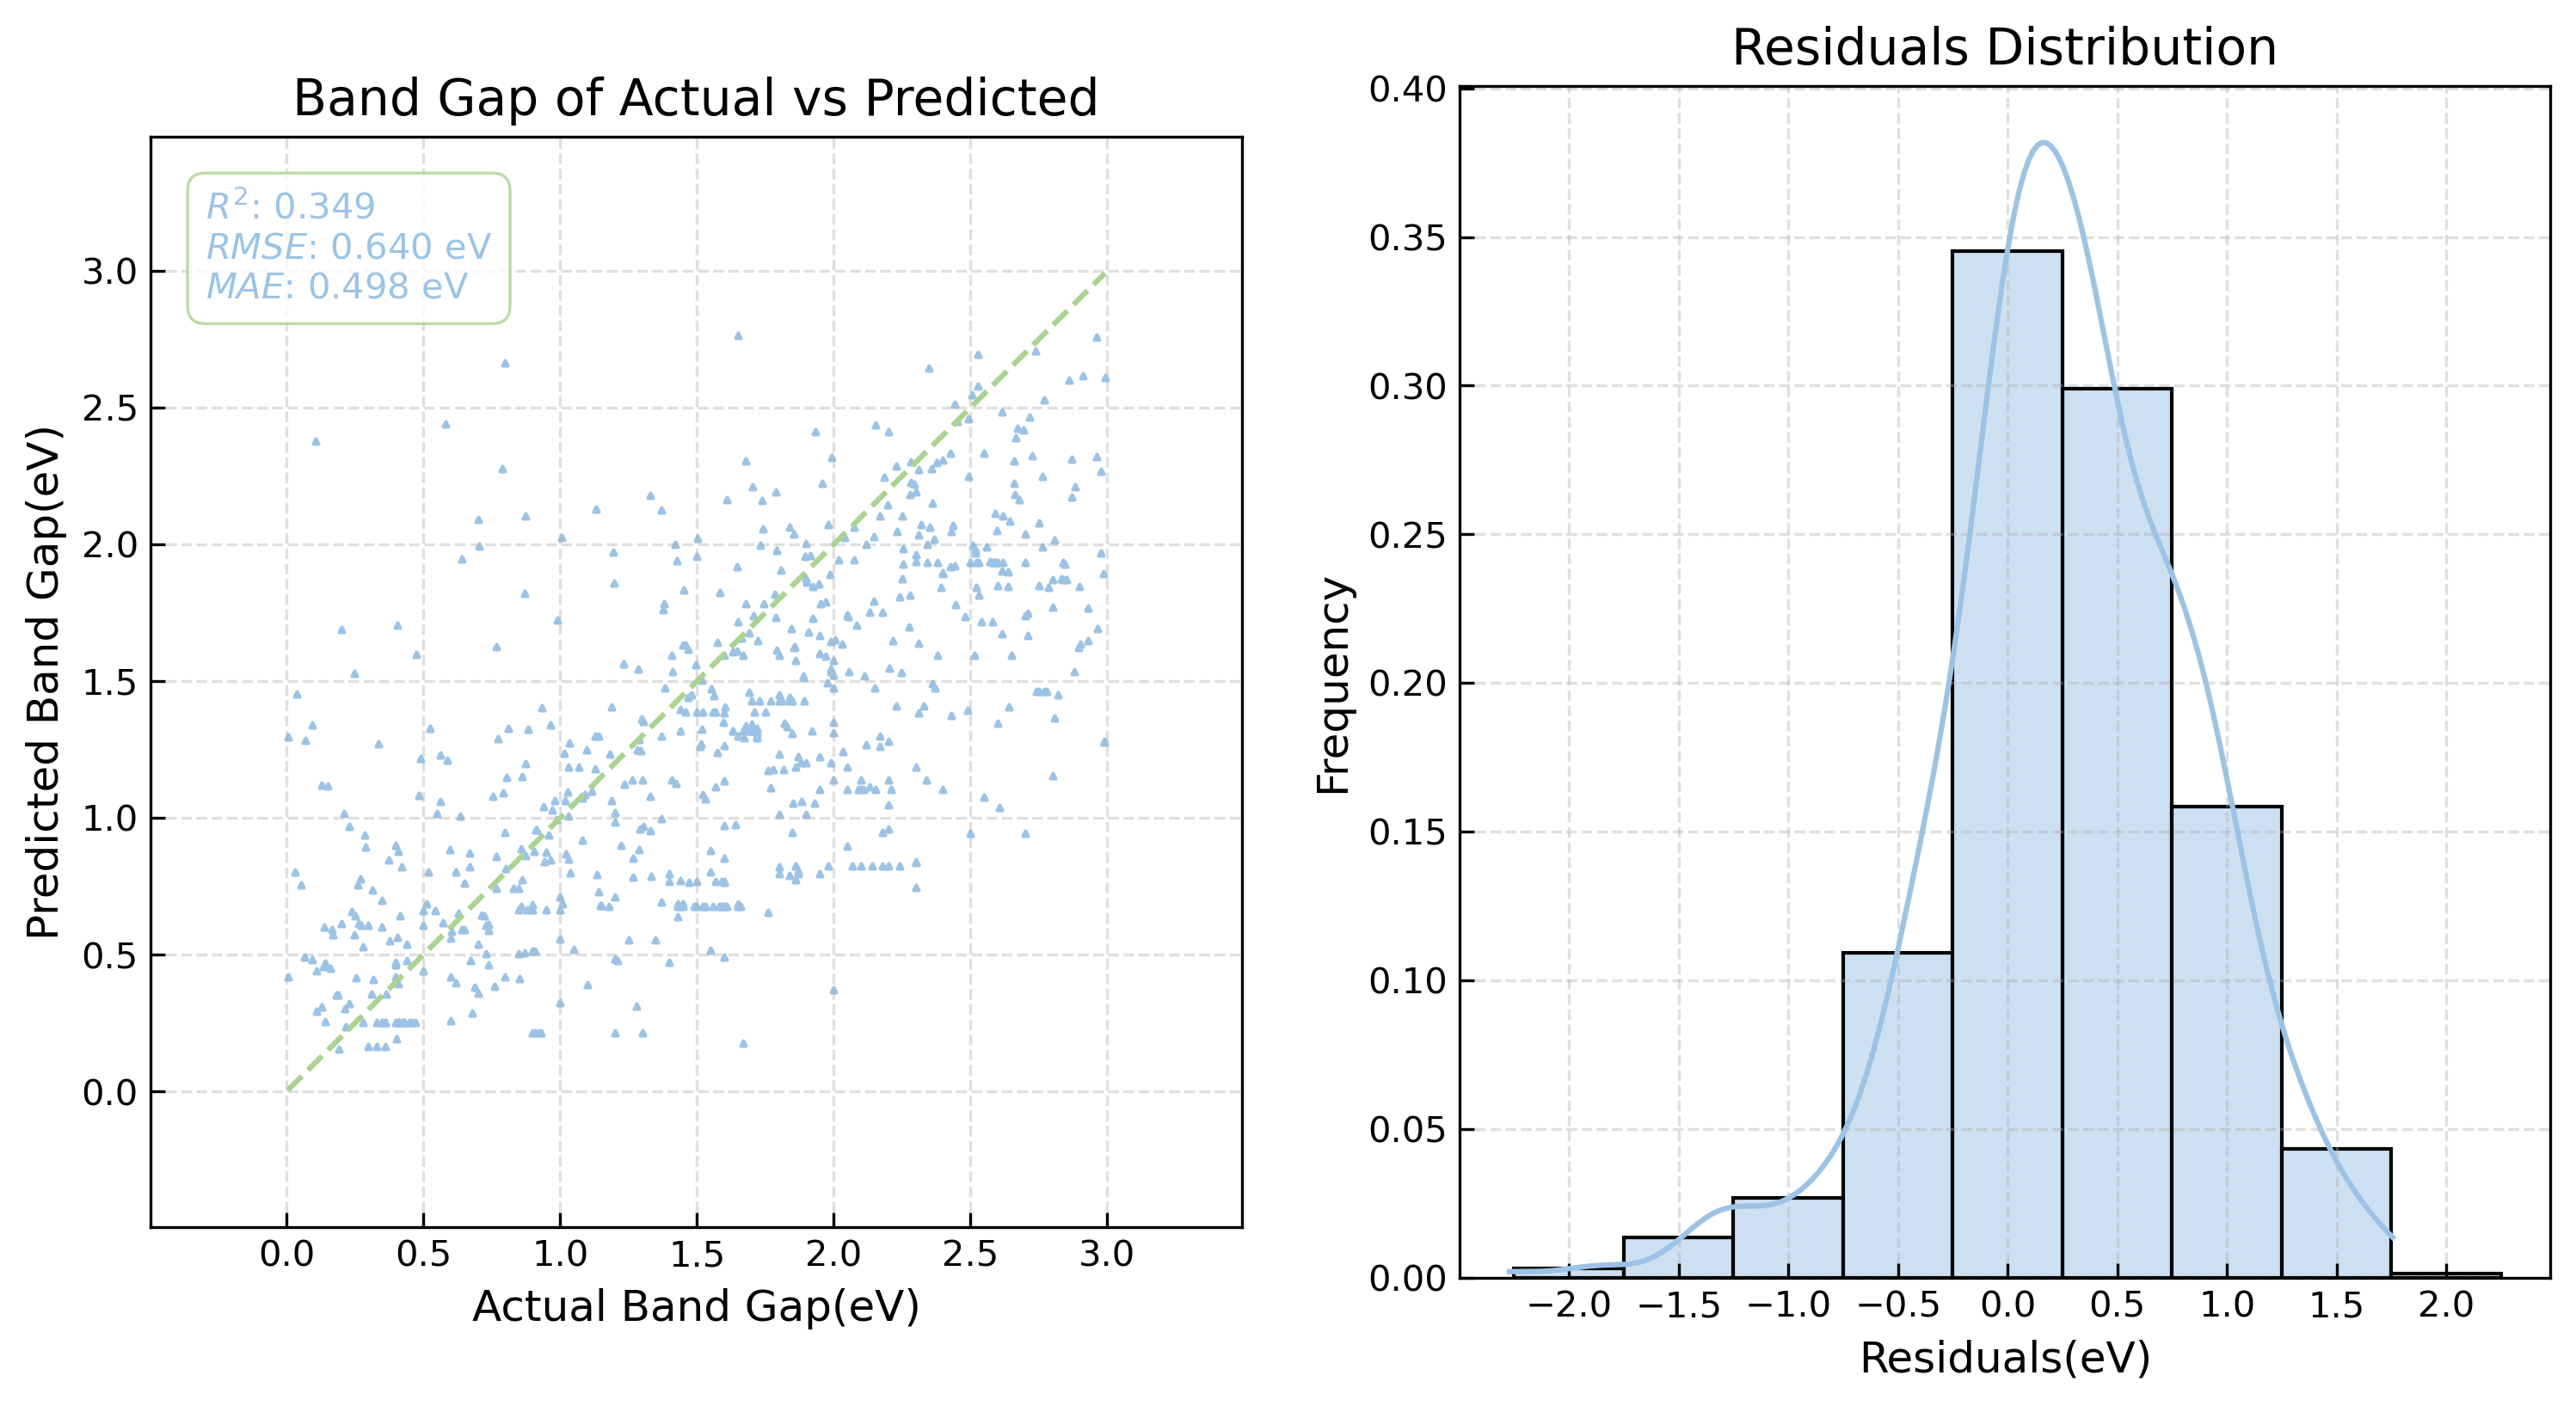 Band Gap of Actual vs Predicted
R²: 0.349
RMSE: 0.640 eV
MAE: 0.498 eV
3.0
2.5
2.0
1.5
1.0
0.5
0.0
Predicted Band Gap(eV)
0.0 0.5 1.0 1.5 2.0 2.5 3.0
Actual Band Gap(eV)
Residuals Distribution
0.40
0.35
0.30
0.25
0.20
0.15
0.10
0.05
0.00
Frequency
−2.0 −1.5 −1.0 −0.5 0.0 0.5 1.0 1.5 2.0
Residuals(eV)